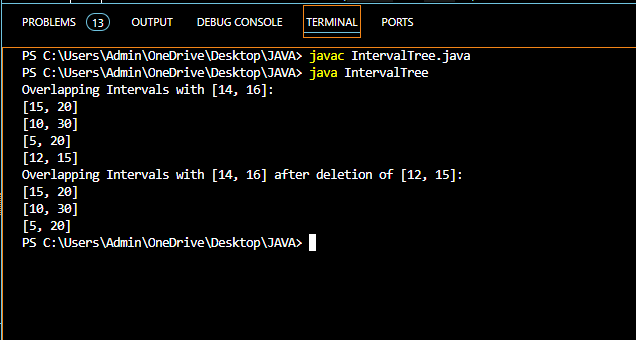 PROBLEMS 13 OUTPUT DEBUG CONSOLE TERMINAL PORTS
PS C:\Users\Admin\OneDrive\Desktop\JAVA> javac IntervalTree.java
PS C:\Users\Admin\OneDrive\Desktop\JAVA> java IntervalTree
Overlapping Intervals with [14, 16]:
[15, 20]
[10, 30]
[5, 20]
[12, 15]
Overlapping Intervals with [14, 16] after deletion of [12, 15]:
[15, 20]
[10, 30]
[5, 20]
PS C:\Users\Admin\OneDrive\Desktop\JAVA>